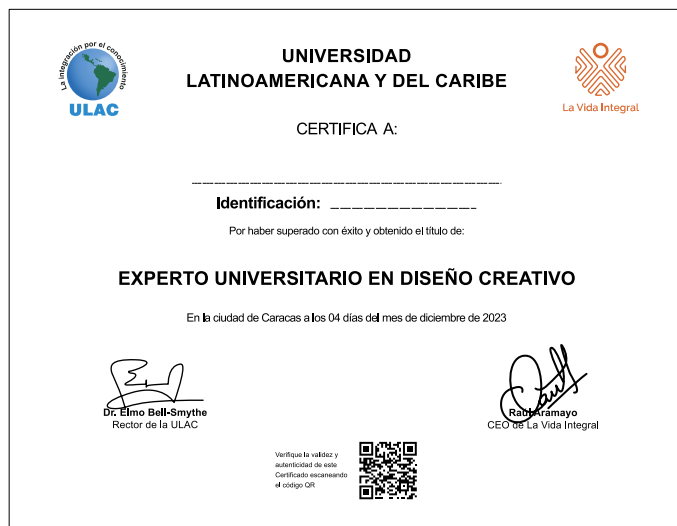 La integración por el conocimiento
ULAC
UNIVERSIDAD
LATINOAMERICANA Y DEL CARIBE
La Vida Integral
CERTIFICA A:
Identificación:
Por haber superado con éxito y obtenido el título de:
EXPERTO UNIVERSITARIO EN DISEÑO CREATIVO
En la ciudad de Caracas a los 04 días del mes de diciembre de 2023
Dr. Elmo Bell-Smythe
Rector de la ULAC
Raúl Aramayo
CEO de La Vida Integral
Verifique la validez y
autenticidad de este
Certificado escaneando
el código QR